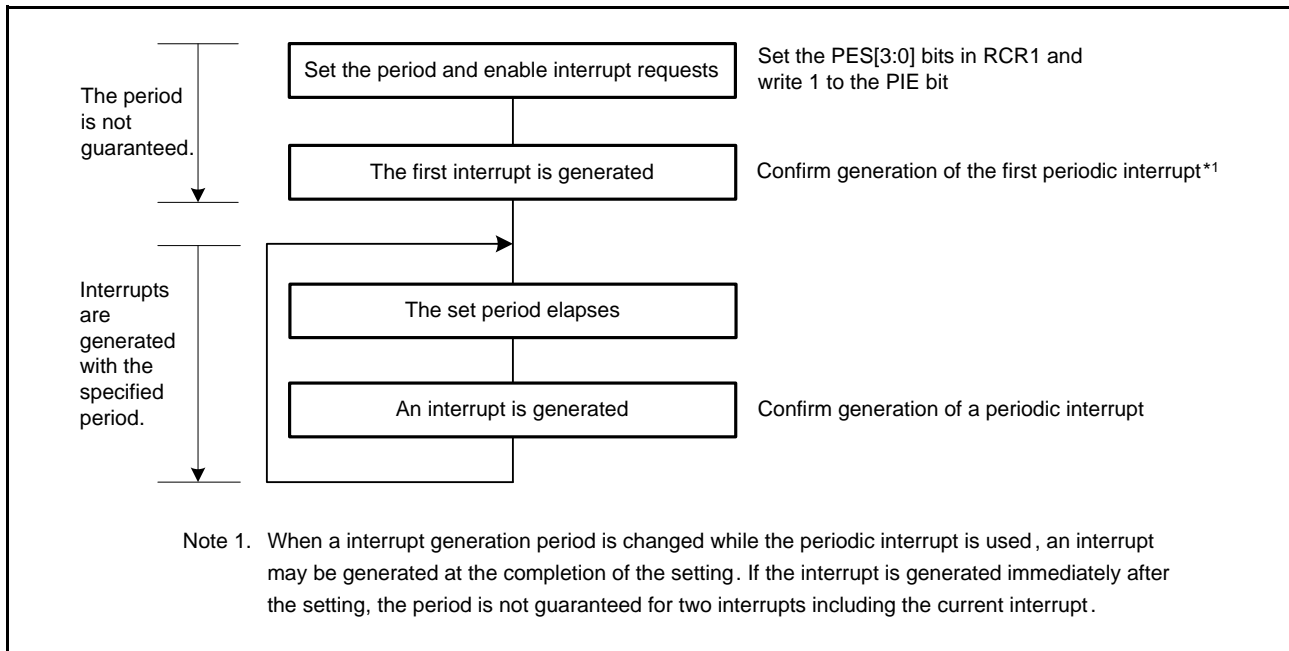 Set the period and enable interrupt requests
Set the PES[3:0] bits in RCR1 and
write 1 to the PIE bit
The period
is not
guaranteed.
The first interrupt is generated
Confirm generation of the first periodic interrupt*1
Interrupts
are
generated
with the
specified
period.
The set period elapses
An interrupt is generated
Confirm generation of a periodic interrupt
Note 1. When a interrupt generation period is changed while the periodic interrupt is used, an interrupt
may be generated at the completion of the setting. If the interrupt is generated immediately after
the setting, the period is not guaranteed for two interrupts including the current interrupt.